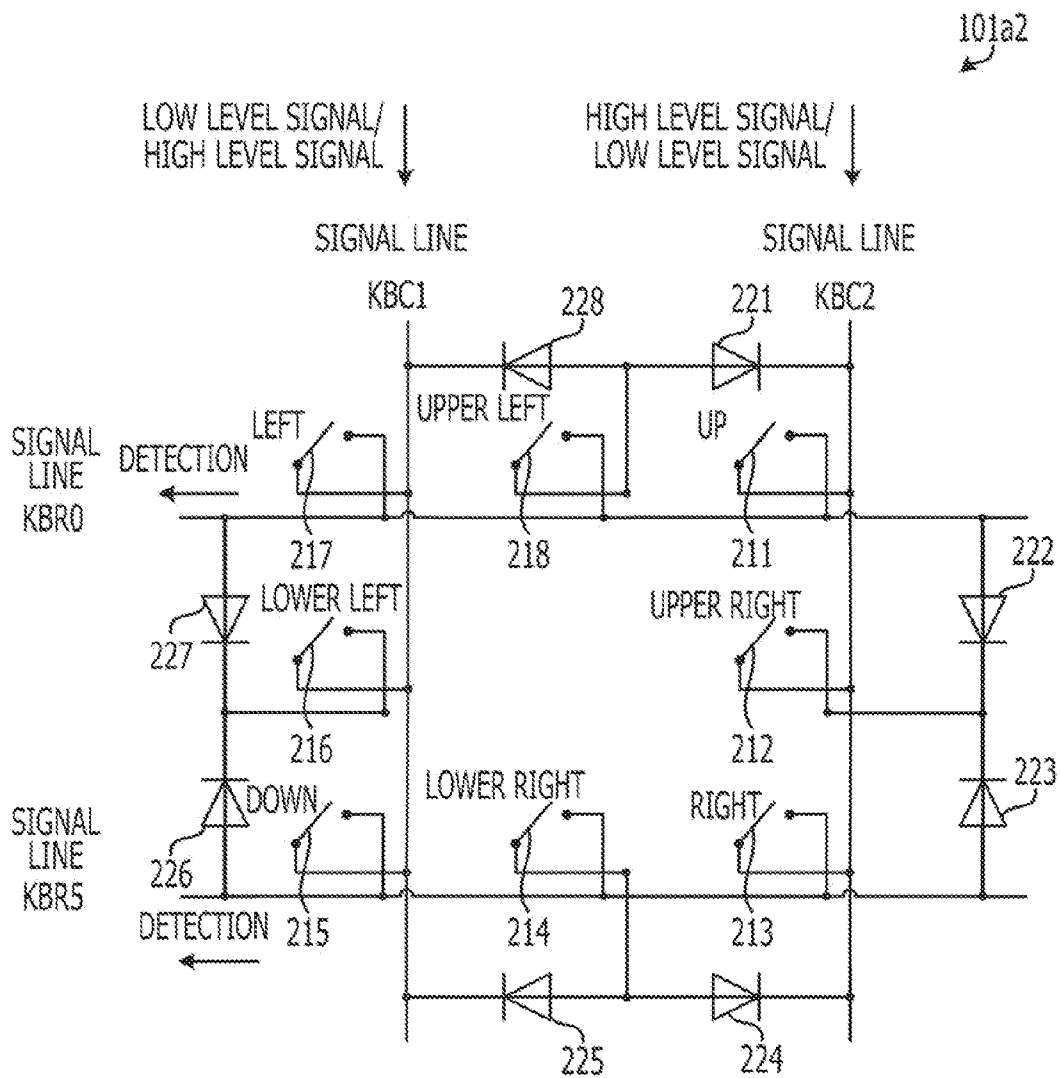 101a2
LOW LEVEL SIGNAL/
HIGH LEVEL SIGNAL
HIGH LEVEL SIGNAL/
LOW LEVEL SIGNAL
SIGNAL LINE
KBC1
SIGNAL LINE
KBC2
228
221
LEFT
UPPER LEFT
UP
SIGNAL
LINE
KBR0
DETECTION
217
218
211
222
LOWER LEFT
UPPER RIGHT
227
216
212
223
DOWN
LOWER RIGHT
RIGHT
SIGNAL
LINE
KBR5
226
215
214
213
DETECTION
225
224